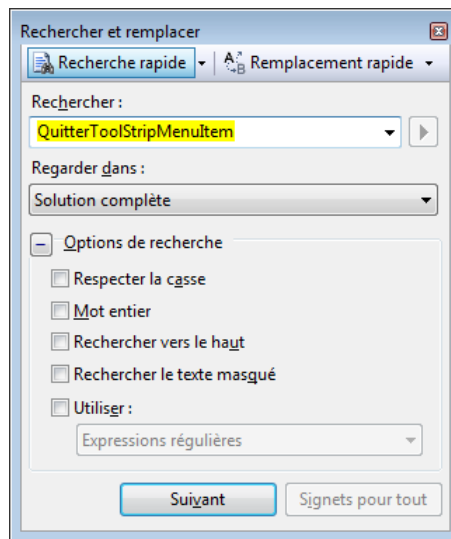 Rechercher et remplacer
Recherche rapide Remplacement rapide
Rechercher :
QuitterToolStripMenuItem
Regarder dans :
Solution complète
Options de recherche
Respecter la casse
Mot entier
Rechercher vers le haut
Rechercher le texte masqué
Utiliser :
Expressions régulières
Suivant Signets pour tout